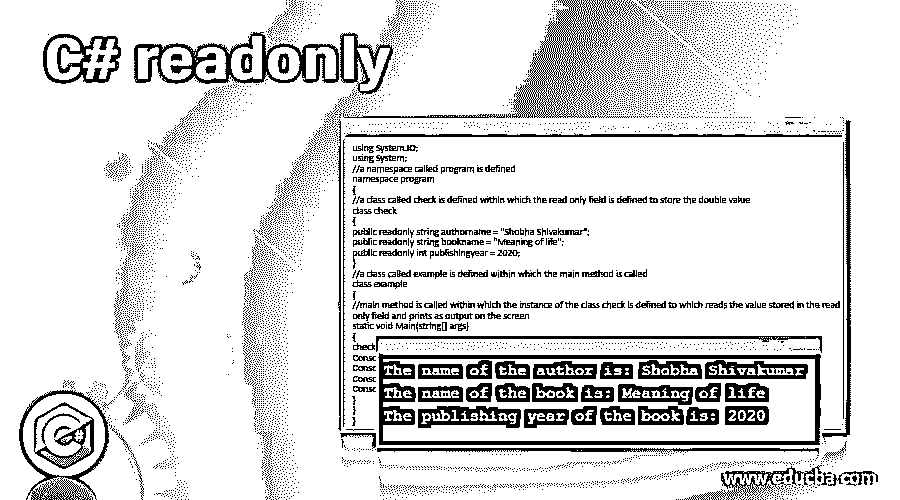 C# readonly
using System.IO;
using System;
//a namespace called program is defined
namespace program
{
//a class called check is defined within which the read only field is defined to store the double value
class check
{
public readonly string authorname = "Shobha Shivakumar";
public readonly string bookname = "Meaning of life";
public readonly int publishingyear = 2020;
}
//a class called example is defined within which the main method is called
class example
{
//main method is called within which the instance of the class check is defined to which reads the value stored in the read
only field and prints as output on the screen
static void Main(string[] args)
{
check
Consc
Consc
Consc
Consc
}
}
}
The name of the author is: Shobha Shivakumar
The name of the book is: Meaning of life
The publishing year of the book is: 2020
www.educba.com